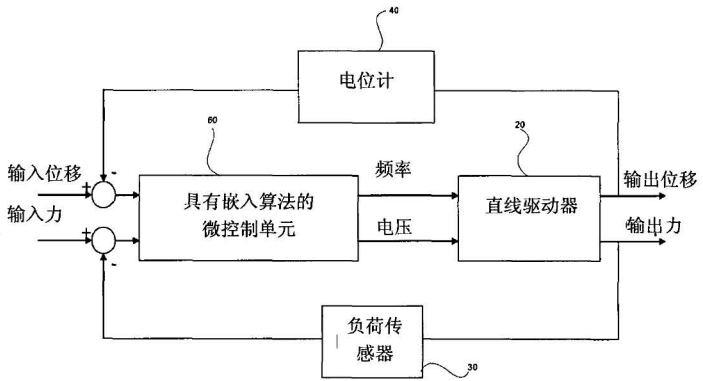 40
电位计
60
20
输入位移
+
-
频率
输出位移
具有嵌入算法的
微控制单元
直线驱动器
输入力
+
-
电压
输出力
负荷传
感器
30